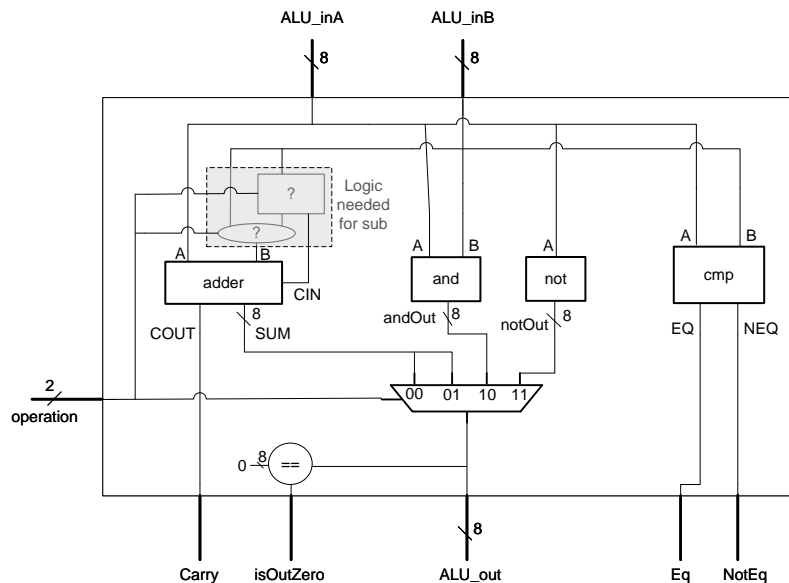 ALU_inA ALU_inB
8 8
?
Logic
needed
for sub
?
A B A B A A B
adder and not cmp
CIN
COUT 8 SUM andOut 8 notOut 8 EQ NEQ
2
operation
00 01 10 11
0 8 ==
8
Carry isOutZero ALU_out Eq NotEq